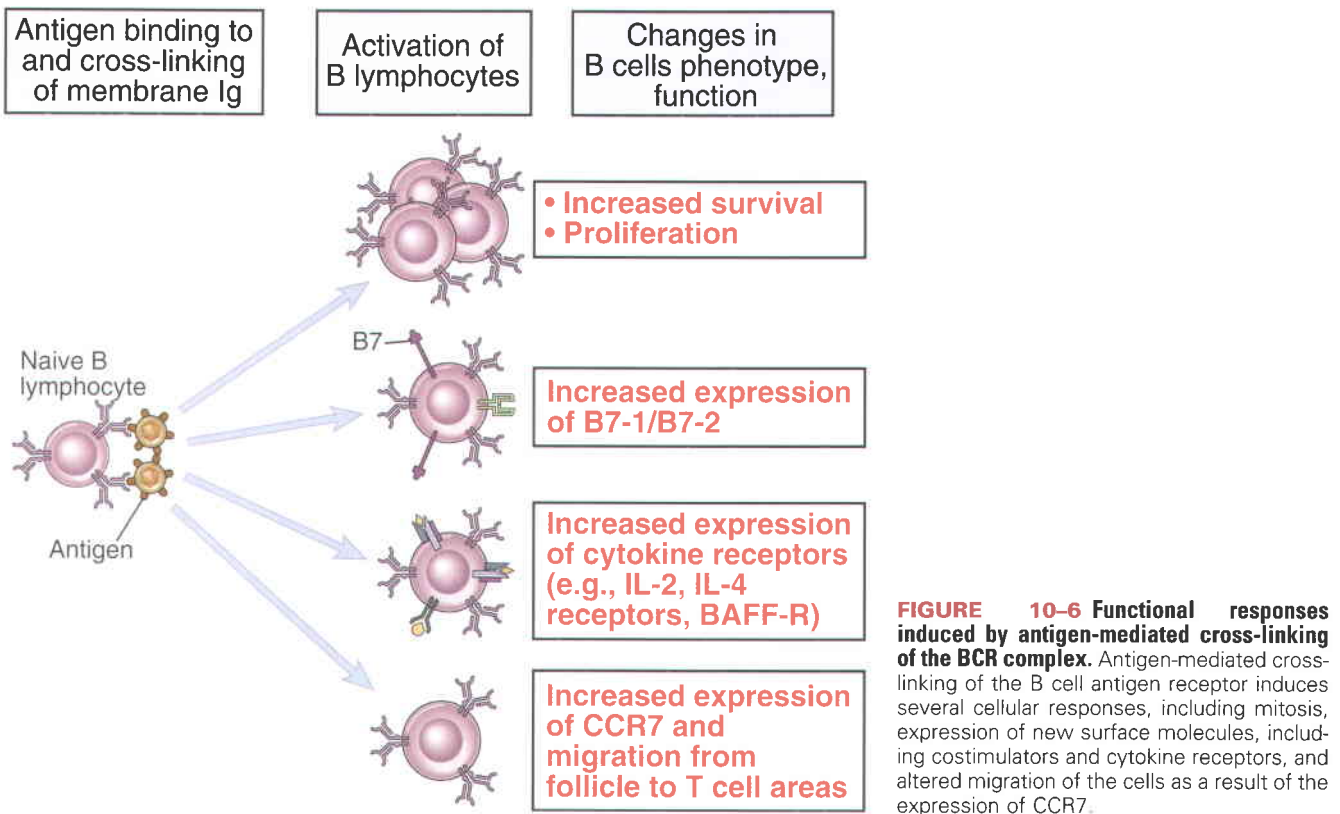 Antigen binding to
and cross-linking
of membrane Ig
Activation of
B lymphocytes
Changes in
B cells phenotype,
function
• Increased survival
• Proliferation
B7
Naive B
lymphocyte
Increased expression
of B7-1/B7-2
Antigen
Increased expression
of cytokine receptors
(e.g., IL-2, IL-4
receptors, BAFF-R)
Increased expression
of CCR7 and
migration from
follicle to T cell areas
FIGURE 10–6 Functional responses
induced by antigen-mediated cross-linking
of the BCR complex. Antigen-mediated cross-
linking of the B cell antigen receptor induces
several cellular responses, including mitosis,
expression of new surface molecules, includ-
ing costimulators and cytokine receptors, and
altered migration of the cells as a result of the
expression of CCR7.